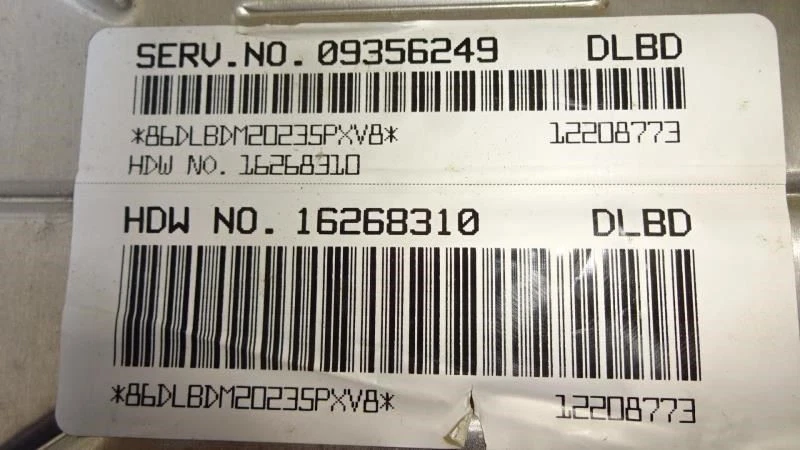 SERV.NO. 09356249 DLBD
*86DLBDM20235PXV8* 12208773
HDW NO. 16268310
HDW NO. 16268310 DLBD
*86DLBDM20235PXV8* 12208773